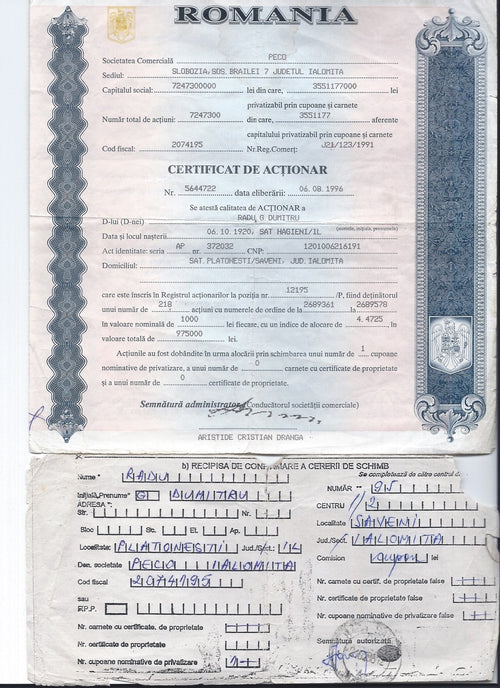 ROMANIA
Societatea Comercială PECO
Sediul: SLOBOZIA,SOS. BRAILEI 7 JUDETUL IALOMITA
Capitalul social: 7247300000 lei din care, 3551177000 lei
privatizabil prin cupoane şi carnete
Număr total de acţiuni: 7247300 din care, 3551177 aferente
capitalului privatizabil prin cupoane şi carnete
Cod fiscal: 2074195 Nr.Reg.Comerţ: J21/123/1991
CERTIFICAT DE ACŢIONAR
Nr. 5644722 data eliberării: 06.08.1996
Se atestă calitatea de ACŢIONAR a
D-lui (D-nei) RADU G DUMITRU
(numele, iniţiala, prenumele)
Data şi locul naşterii: 06.10.1920, SAT HAGIENI/IL
Act identitate: seria AP nr. 372032 CNP: 1201006216191
Domiciliul: SAT.PLATONESTI/SAVENI, JUD.IALOMITA
care este înscris în Registrul acţionarilor la poziţia nr. 12195 /P, fiind deţinătorul
unui număr de 218 acţiuni cu numerele de ordine de la 2689361 la 2689578
în valoare nominală de 1000 lei fiecare, cu un indice de alocare de 4.4725, în
valoare totală de 975000 lei.
Acţiunile au fost dobândite în urma alocării prin schimbarea unui număr de 1 cupoane
nominative de privatizare, a unui număr de 0 carnete cu certificate de proprietate
şi a unui număr de 0 certificate de proprietate.
Semnătură administrator (Conducătorul societăţii comerciale)
ARISTIDE CRISTIAN DRANGA
b) RECIPISA DE CONFIRMARE A CERERII DE SCHIMB
Nume * RADU
Se completează de către centrul d
Iniţială,Prenume* G DUMITRU
NUMĂR
ADRESA *
Str.
CENTRU 2
Bloc Sc. Et. Ap.
Localitate SAVENI
Localitate: PLATONESTI Jud./Sect. IL
Jud./Sect. IALOMITA
Den. societate PECO IALOMITA
Comision lei
Cod fiscal 2074195
Nr. carnete cu certif. de proprietate false
sau
Nr. certificate de proprietate false
P.P.P.
Nr. cupoane nominative de privatizare false
Nr. carnete cu certificate. de proprietate
Nr. certificate de proprietate
Semnătură autorizată
Nr. cupoane nominative de privatizare 1